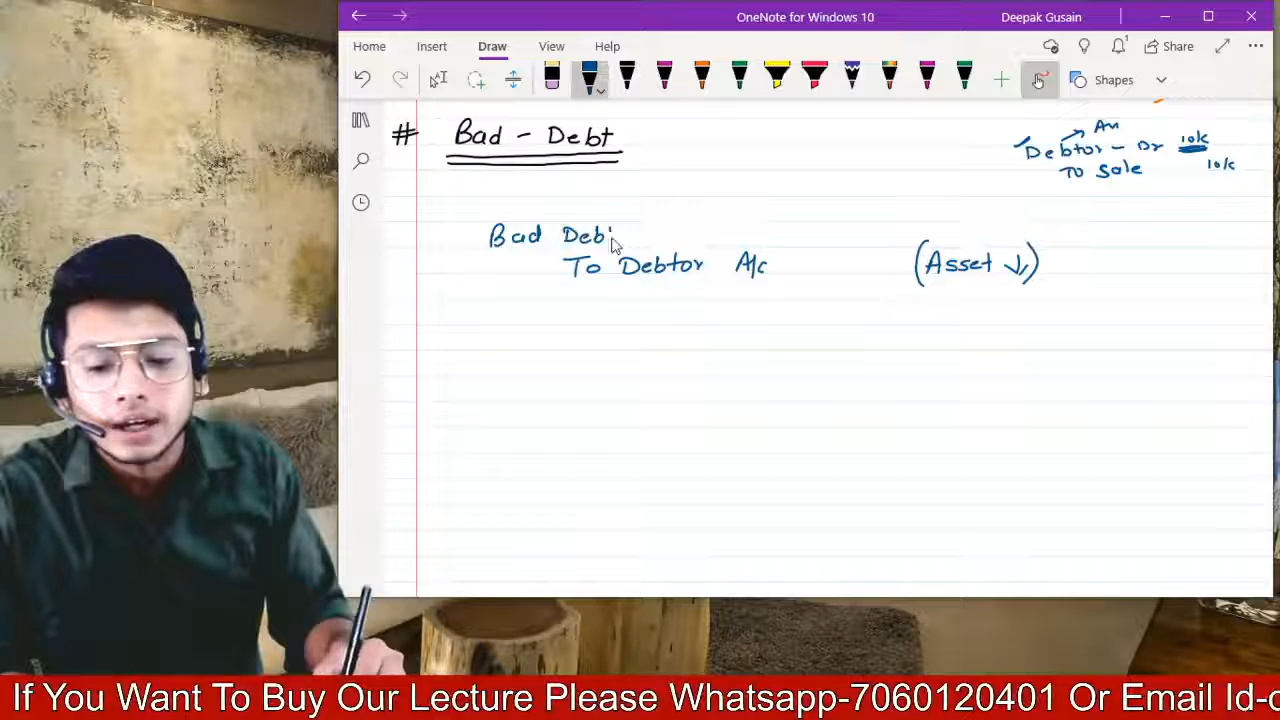 OneNote for Windows 10
Deepak Gusain
Home Insert Draw View Help
Share
Shapes
# Bad - Debt
An
Debtor - Dr 10k
To Sale 10k
Bad Deb
To Debtor A/c (Asset ↓)
If You Want To Buy Our Lecture Please Whatsapp-7060120401 Or Email Id-